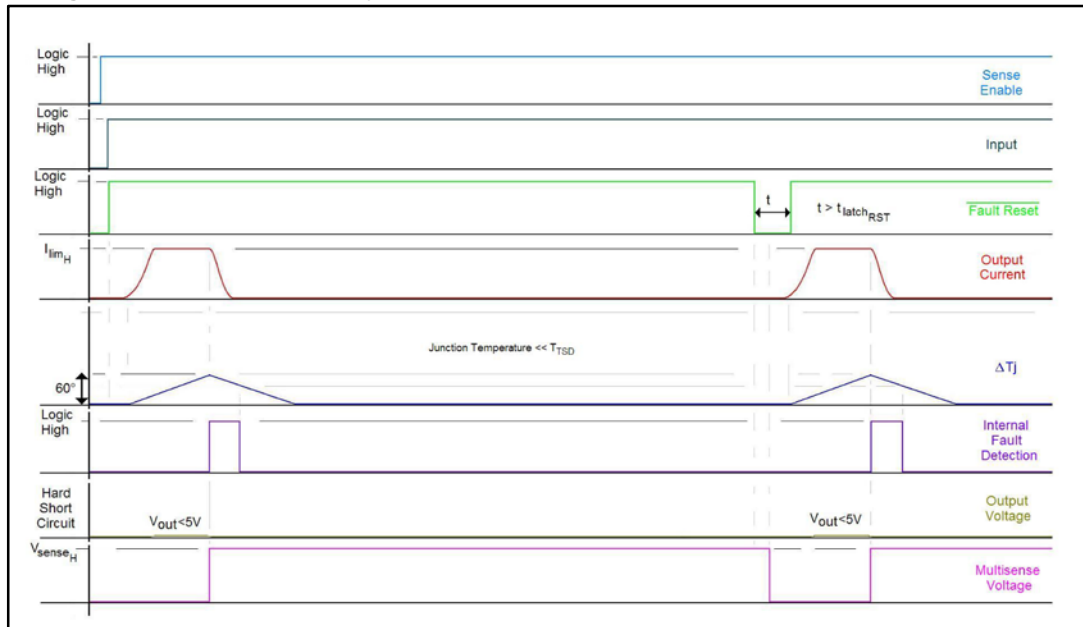 Logic
High
Sense
Enable
Logic
High
Input
Logic
High
t
t > tlatchRST
Fault Reset
IlimH
Output
Current
Junction Temperature << TTSD
60°
ΔTj
Logic
High
Internal
Fault
Detection
Hard
Short
Circuit
Vout<5V
Vout<5V
Output
Voltage
VsenseH
Multisense
Voltage